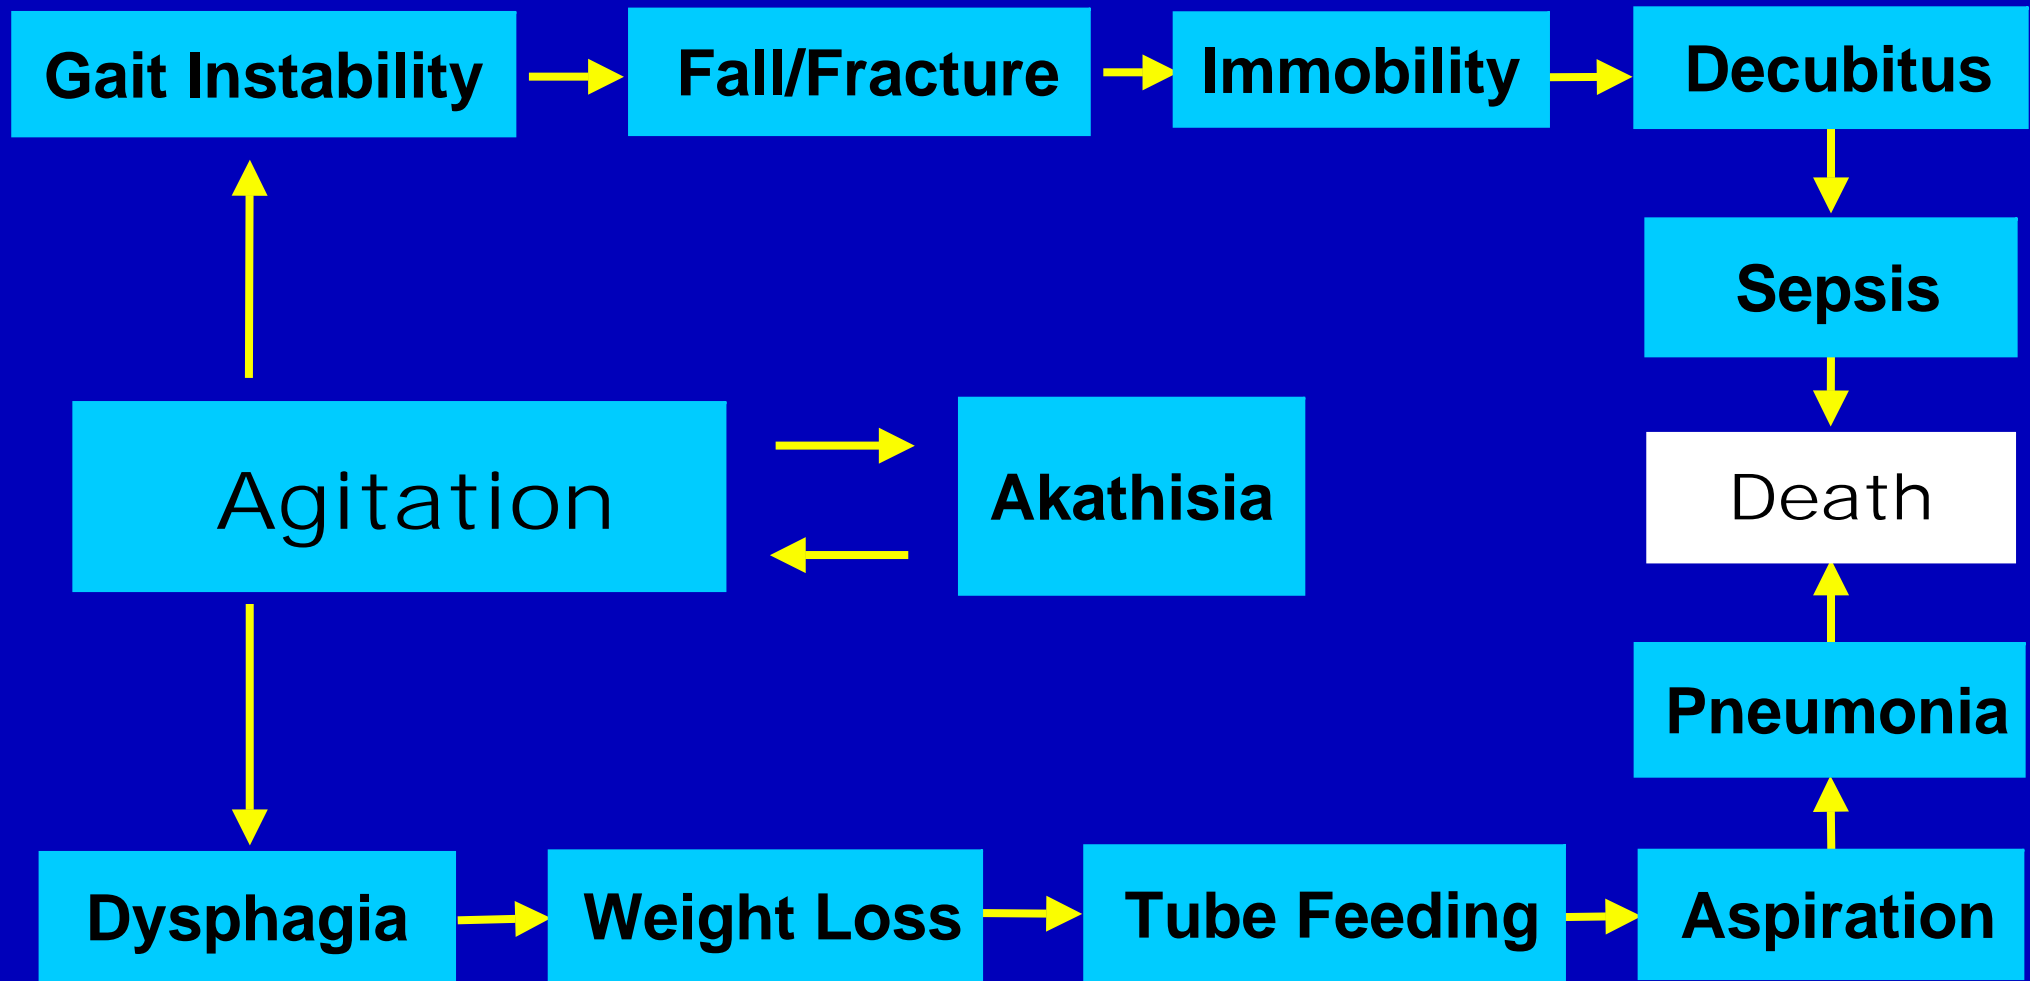 Gait Instability
Fall/Fracture
Immobility
Decubitus
Sepsis
Agitation
Akathisia
Death
Pneumonia
Dysphagia
Weight Loss
Tube Feeding
Aspiration